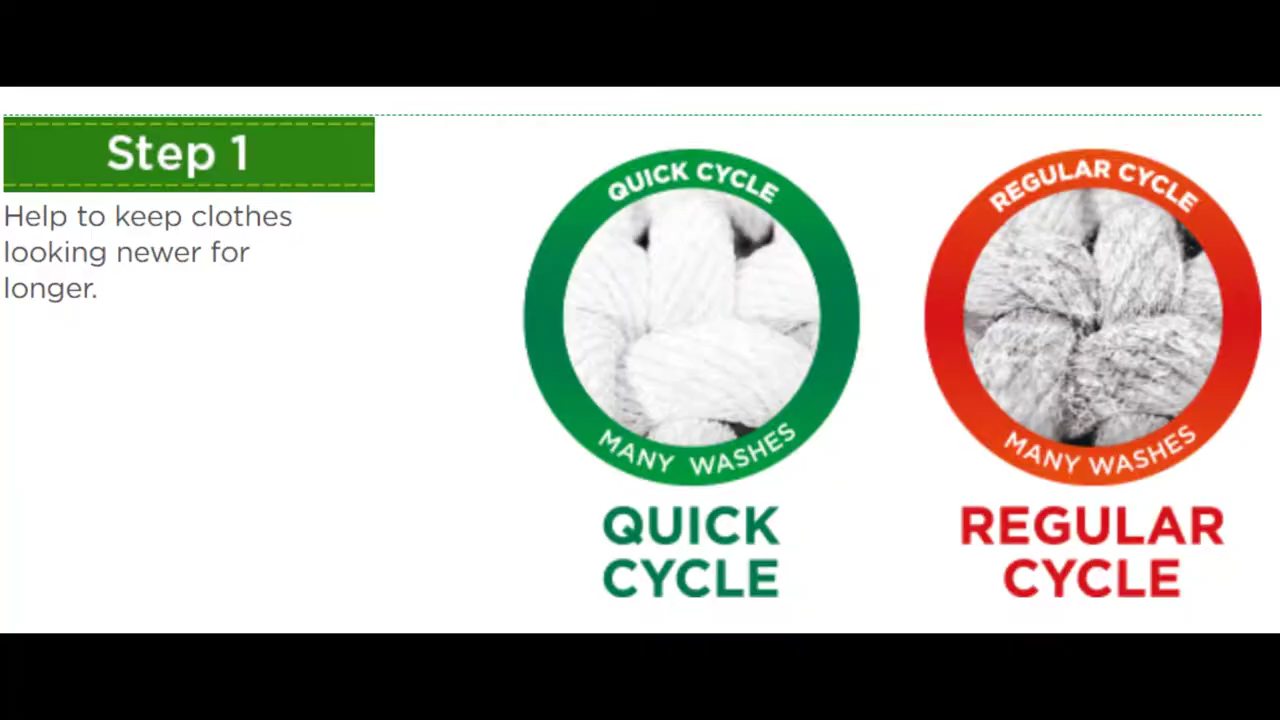 Step 1
Help to keep clothes
looking newer for
longer.
QUICK CYCLE
MANY WASHES
QUICK
CYCLE
REGULAR CYCLE
MANY WASHES
REGULAR
CYCLE